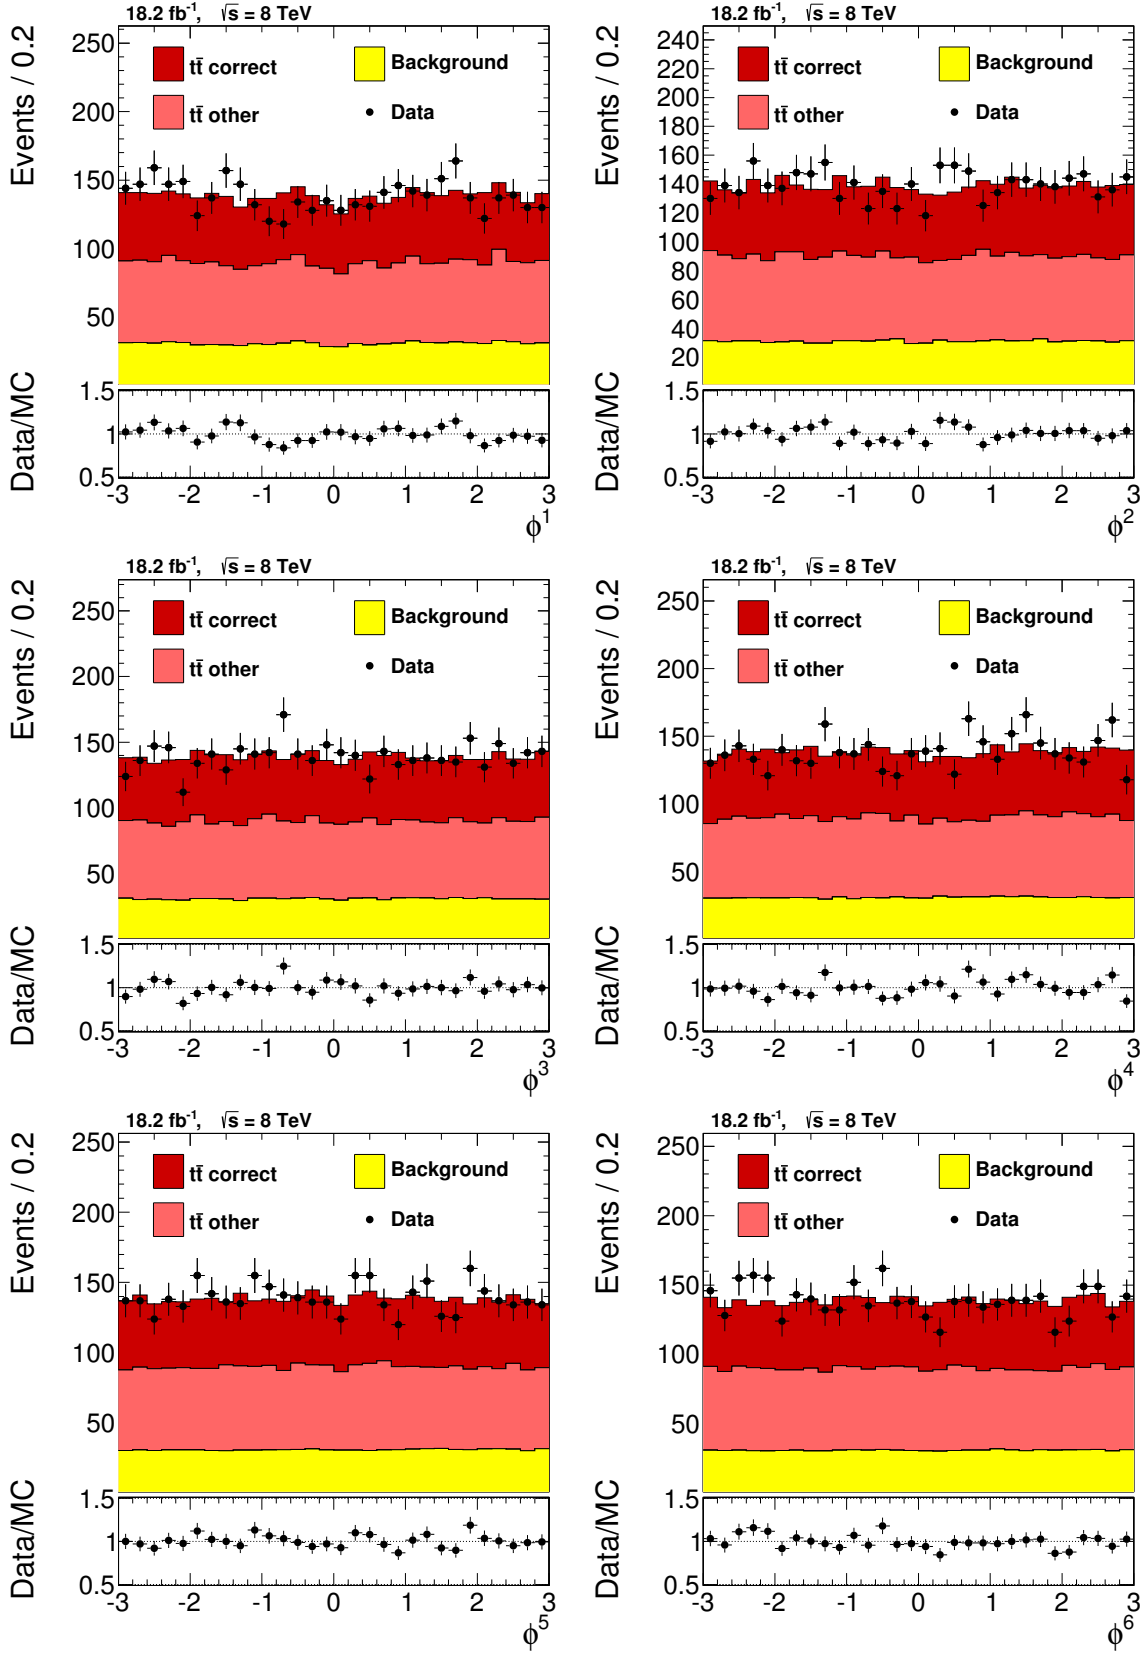 18.2 fb⁻¹, √s = 8 TeV
Events / 0.2
250
200
150
100
50
tt̄ correct
Background
tt̄ other
Data
Data/MC
1.5
1
0.5
-3 -2 -1 0 1 2 3
ϕ¹
18.2 fb⁻¹, √s = 8 TeV
Events / 0.2
240
220
200
180
160
140
120
100
80
60
40
20
tt̄ correct
Background
tt̄ other
Data
Data/MC
1.5
1
0.5
-3 -2 -1 0 1 2 3
ϕ²
18.2 fb⁻¹, √s = 8 TeV
Events / 0.2
250
200
150
100
50
tt̄ correct
Background
tt̄ other
Data
Data/MC
1.5
1
0.5
-3 -2 -1 0 1 2 3
ϕ³
18.2 fb⁻¹, √s = 8 TeV
Events / 0.2
250
200
150
100
50
tt̄ correct
Background
tt̄ other
Data
Data/MC
1.5
1
0.5
-3 -2 -1 0 1 2 3
ϕ⁴
18.2 fb⁻¹, √s = 8 TeV
Events / 0.2
250
200
150
100
50
tt̄ correct
Background
tt̄ other
Data
Data/MC
1.5
1
0.5
-3 -2 -1 0 1 2 3
ϕ⁵
18.2 fb⁻¹, √s = 8 TeV
Events / 0.2
250
200
150
100
50
tt̄ correct
Background
tt̄ other
Data
Data/MC
1.5
1
0.5
-3 -2 -1 0 1 2 3
ϕ⁶